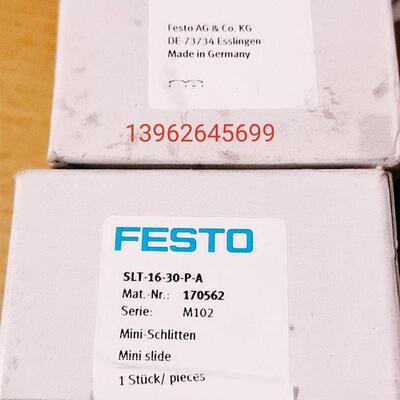 Festo AG & Co. KG
DE-73734 Esslingen
Made in Germany
13962645699
FESTO
SLT-16-30-P-A
Mat.-Nr.: 170562
Serie: M102
Mini-Schlitten
Mini slide
1 Stück/ pieces